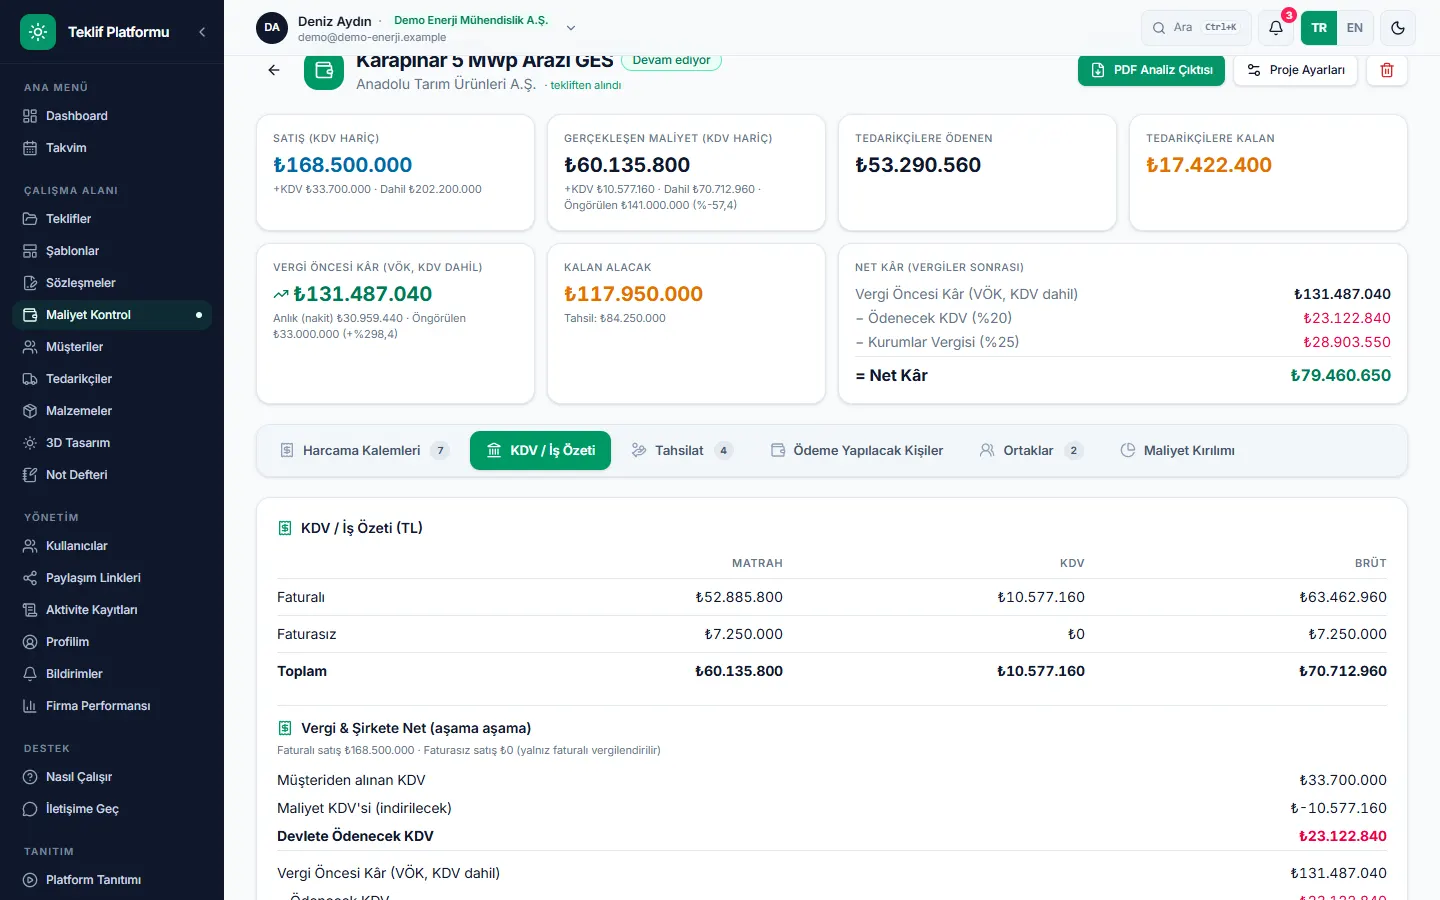 Teklif Platformu
ANA MENÜ
Dashboard
Takvim
ÇALIŞMA ALANI
Teklifler
Şablonlar
Sözleşmeler
Maliyet Kontrol
Müşteriler
Tedarikçiler
Malzemeler
3D Tasarım
Not Defteri
YÖNETİM
Kullanıcılar
Paylaşım Linkleri
Aktivite Kayıtları
Profilim
Bildirimler
Firma Performansı
DESTEK
Nasıl Çalışır
İletişime Geç
TANITIM
Platform Tanıtımı
DA
Deniz Aydın · Demo Enerji Mühendislik A.Ş.
demo@demo-enerji.example
Ara Ctrl+K
3
TR EN
Karapınar 5 MWp Arazi GES Devam ediyor
Anadolu Tarım Ürünleri A.Ş. · tekliften alındı
PDF Analiz Çıktısı
Proje Ayarları
SATIŞ (KDV HARİÇ)
₺168.500.000
+KDV ₺33.700.000 · Dahil ₺202.200.000
GERÇEKLEŞEN MALİYET (KDV HARİÇ)
₺60.135.800
+KDV ₺10.577.160 · Dahil ₺70.712.960 ·
Öngörülen ₺141.000.000 (%-57,4)
TEDARİKÇİLERE ÖDENEN
₺53.290.560
TEDARİKÇİLERE KALAN
₺17.422.400
VERGİ ÖNCESİ KÂR (VÖK, KDV DAHİL)
₺131.487.040
Anlık (nakit) ₺30.959.440 · Öngörülen
₺33.000.000 (+%298,4)
KALAN ALACAK
₺117.950.000
Tahsil: ₺84.250.000
NET KÂR (VERGİLER SONRASI)
Vergi Öncesi Kâr (VÖK, KDV dahil) ₺131.487.040
− Ödenecek KDV (%20) ₺23.122.840
− Kurumlar Vergisi (%25) ₺28.903.550
= Net Kâr ₺79.460.650
Harcama Kalemleri 7
KDV / İş Özeti
Tahsilat 4
Ödeme Yapılacak Kişiler
Ortaklar 2
Maliyet Kırılımı
KDV / İş Özeti (TL)
MATRAH KDV BRÜT
Faturalı ₺52.885.800 ₺10.577.160 ₺63.462.960
Faturasız ₺7.250.000 ₺0 ₺7.250.000
Toplam ₺60.135.800 ₺10.577.160 ₺70.712.960
Vergi & Şirkete Net (aşama aşama)
Faturalı satış ₺168.500.000 · Faturasız satış ₺0 (yalnız faturalı vergilendirilir)
Müşteriden alınan KDV ₺33.700.000
Maliyet KDV'si (indirilecek) ₺-10.577.160
Devlete Ödenecek KDV ₺23.122.840
Vergi Öncesi Kâr (VÖK, KDV dahil) ₺131.487.040
− Ödenecek KDV ₺23.122.840